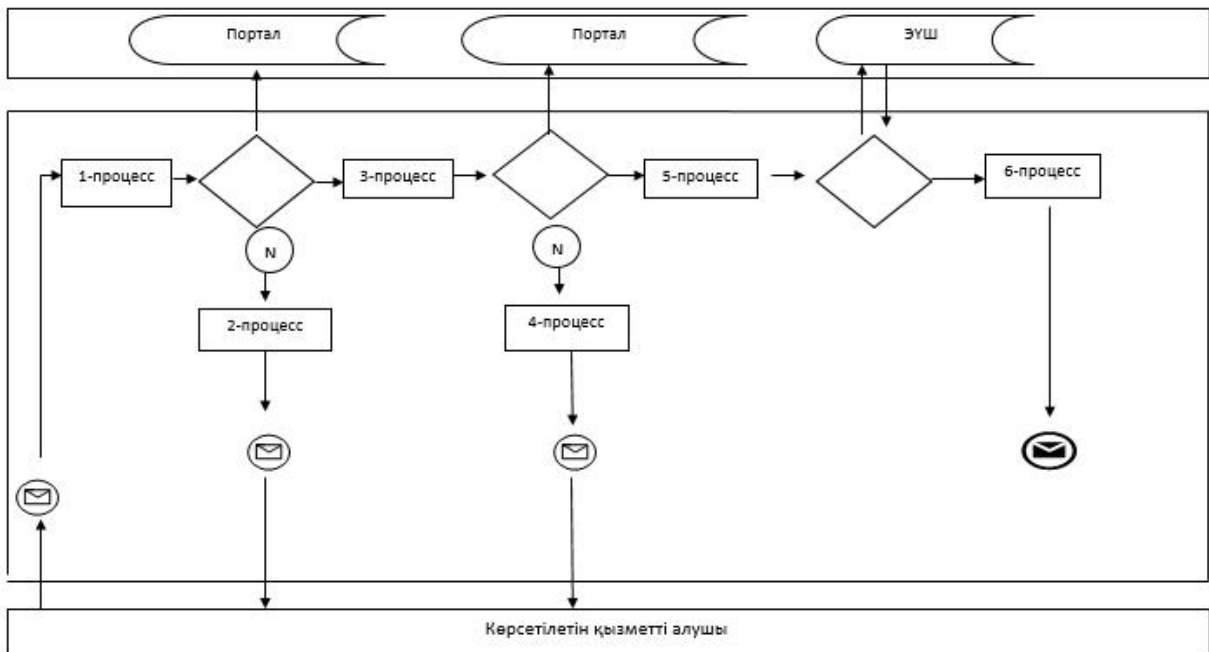 Портал
Портал
ЭҮШ
1-процесс
3-процесс
5-процесс
6-процесс
N
N
2-процесс
4-процесс
Көрсетілетін қызметті алушы